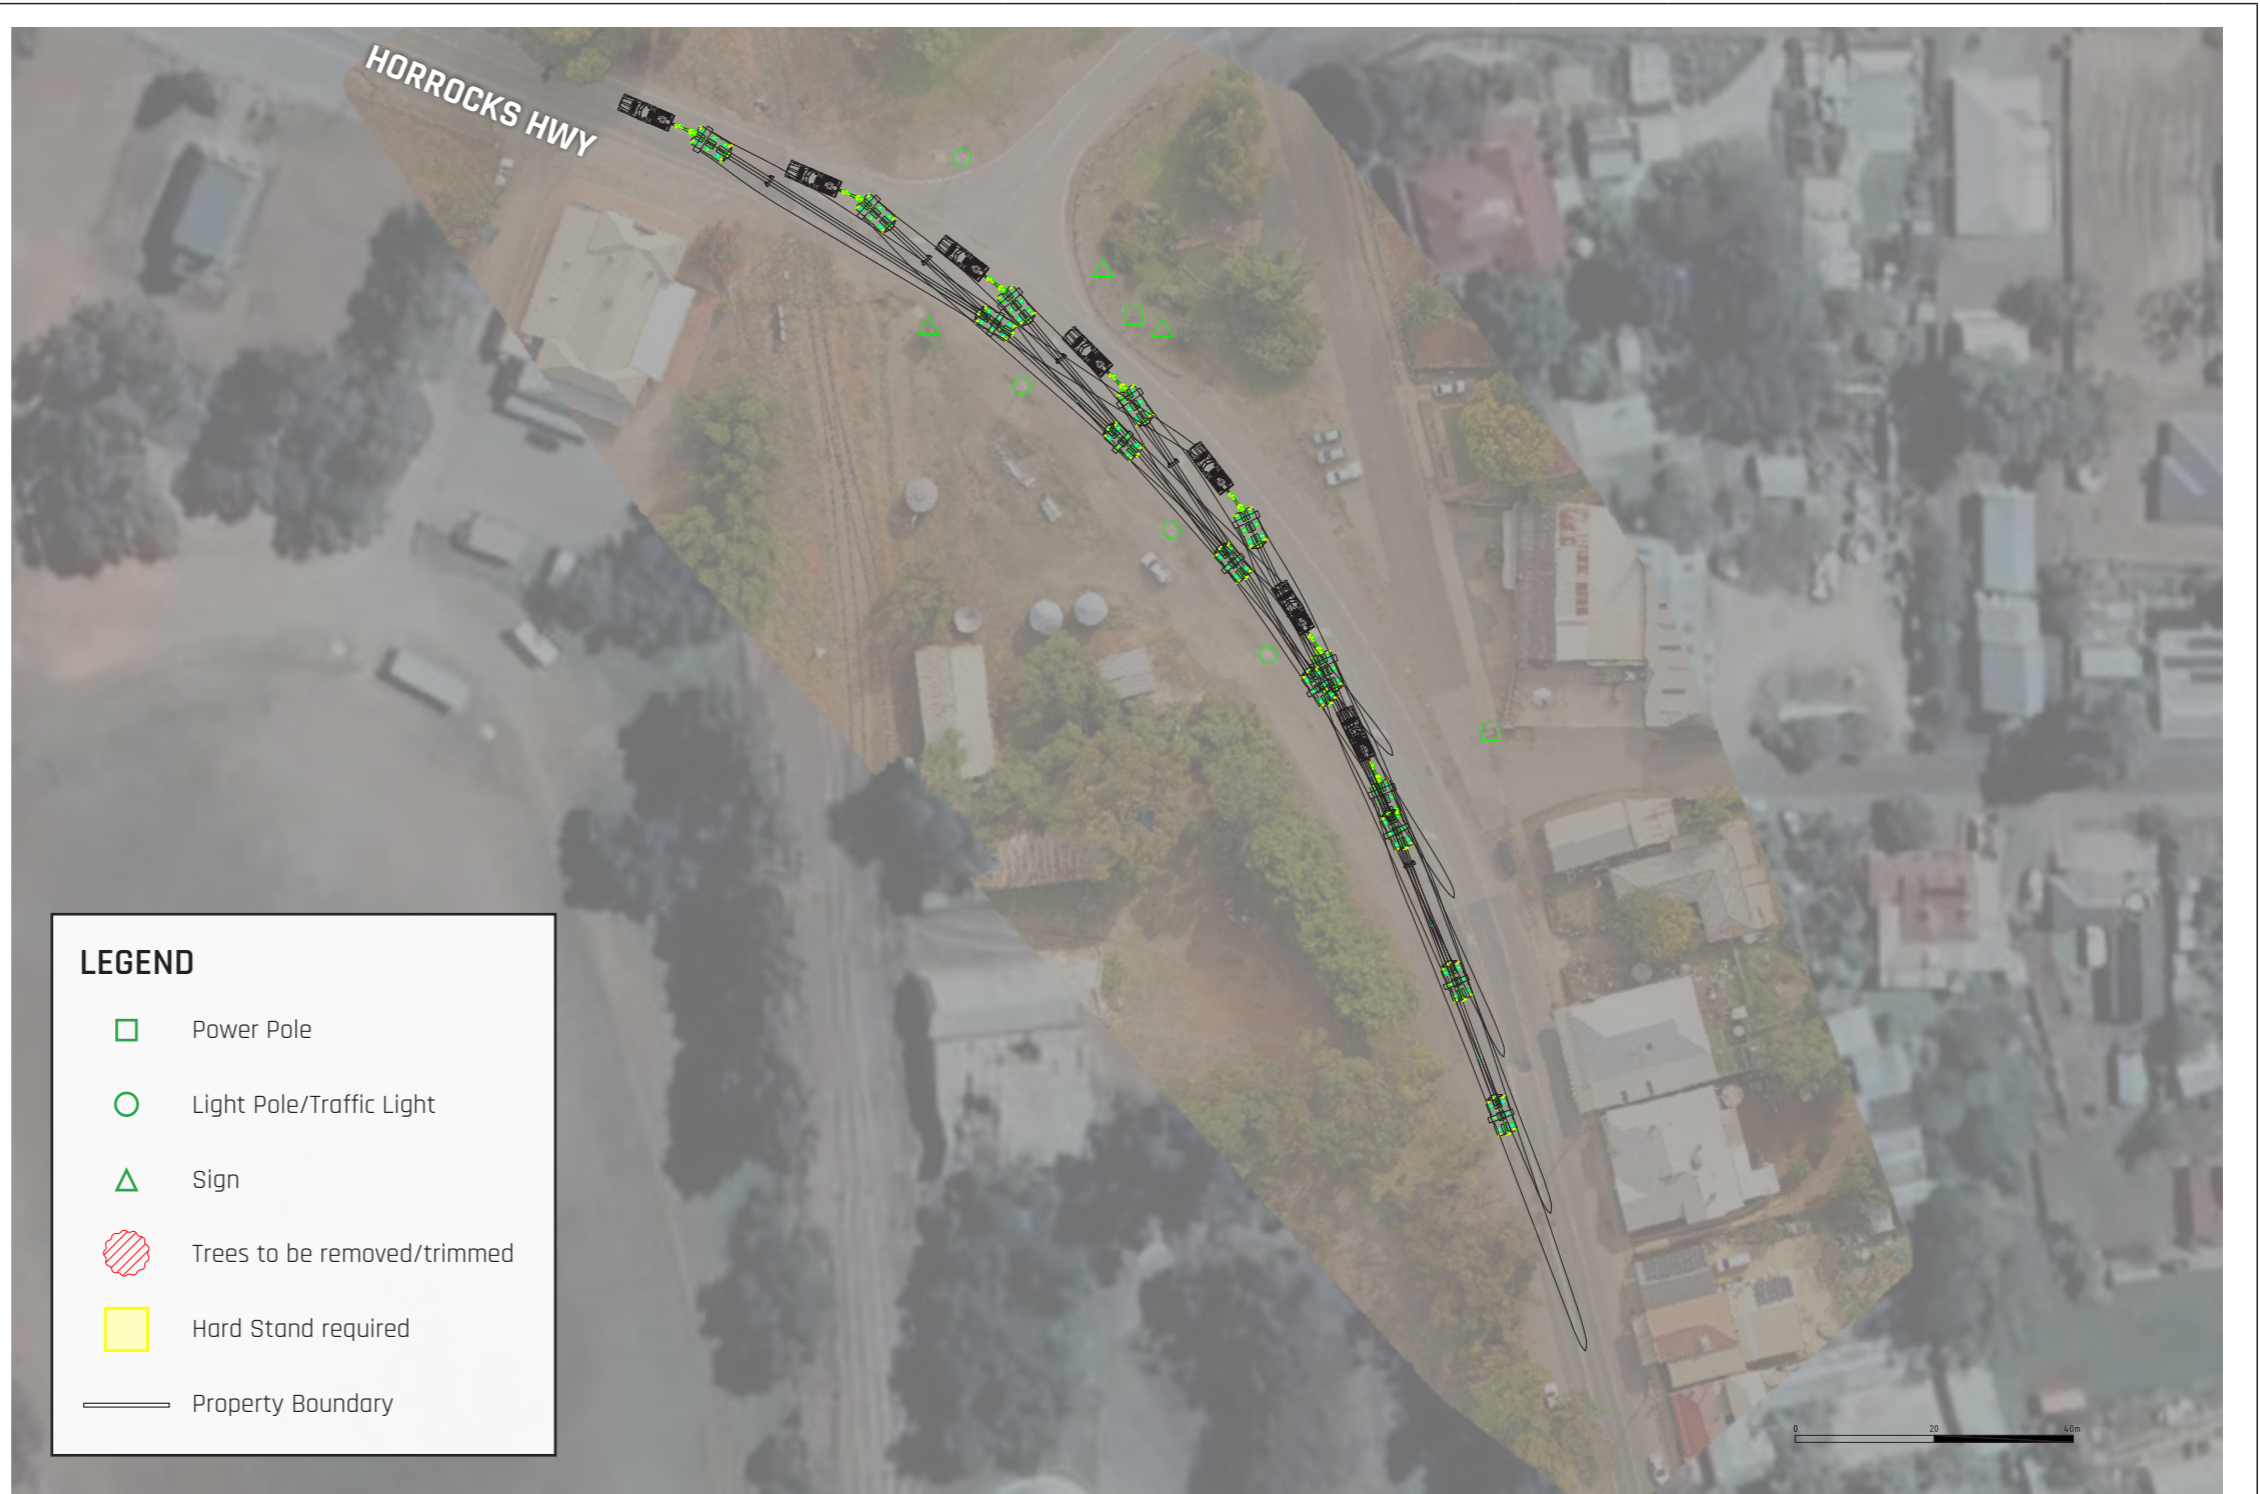 HORROCKS HWY
LEGEND
Power Pole
Light Pole/Traffic Light
Sign
Trees to be removed/trimmed
Hard Stand required
Property Boundary
0 20 40m